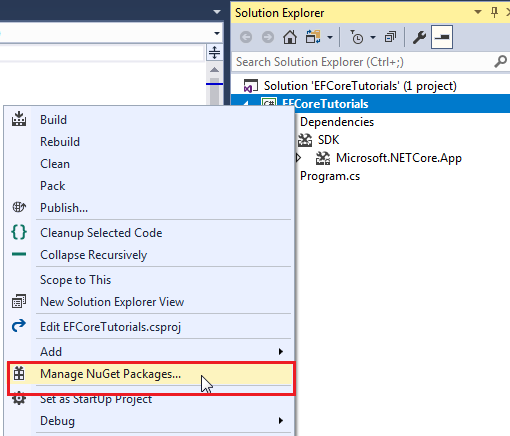 Solution Explorer
Search Solution Explorer (Ctrl+;)
Solution 'EFCoreTutorials' (1 project)
C# EFCoreTutorials
Dependencies
SDK
Microsoft.NETCore.App
Program.cs
Build
Rebuild
Clean
Pack
Publish...
Cleanup Selected Code
Collapse Recursively
Scope to This
New Solution Explorer View
Edit EFCoreTutorials.csproj
Add
Manage NuGet Packages...
Set as StartUp Project
Debug